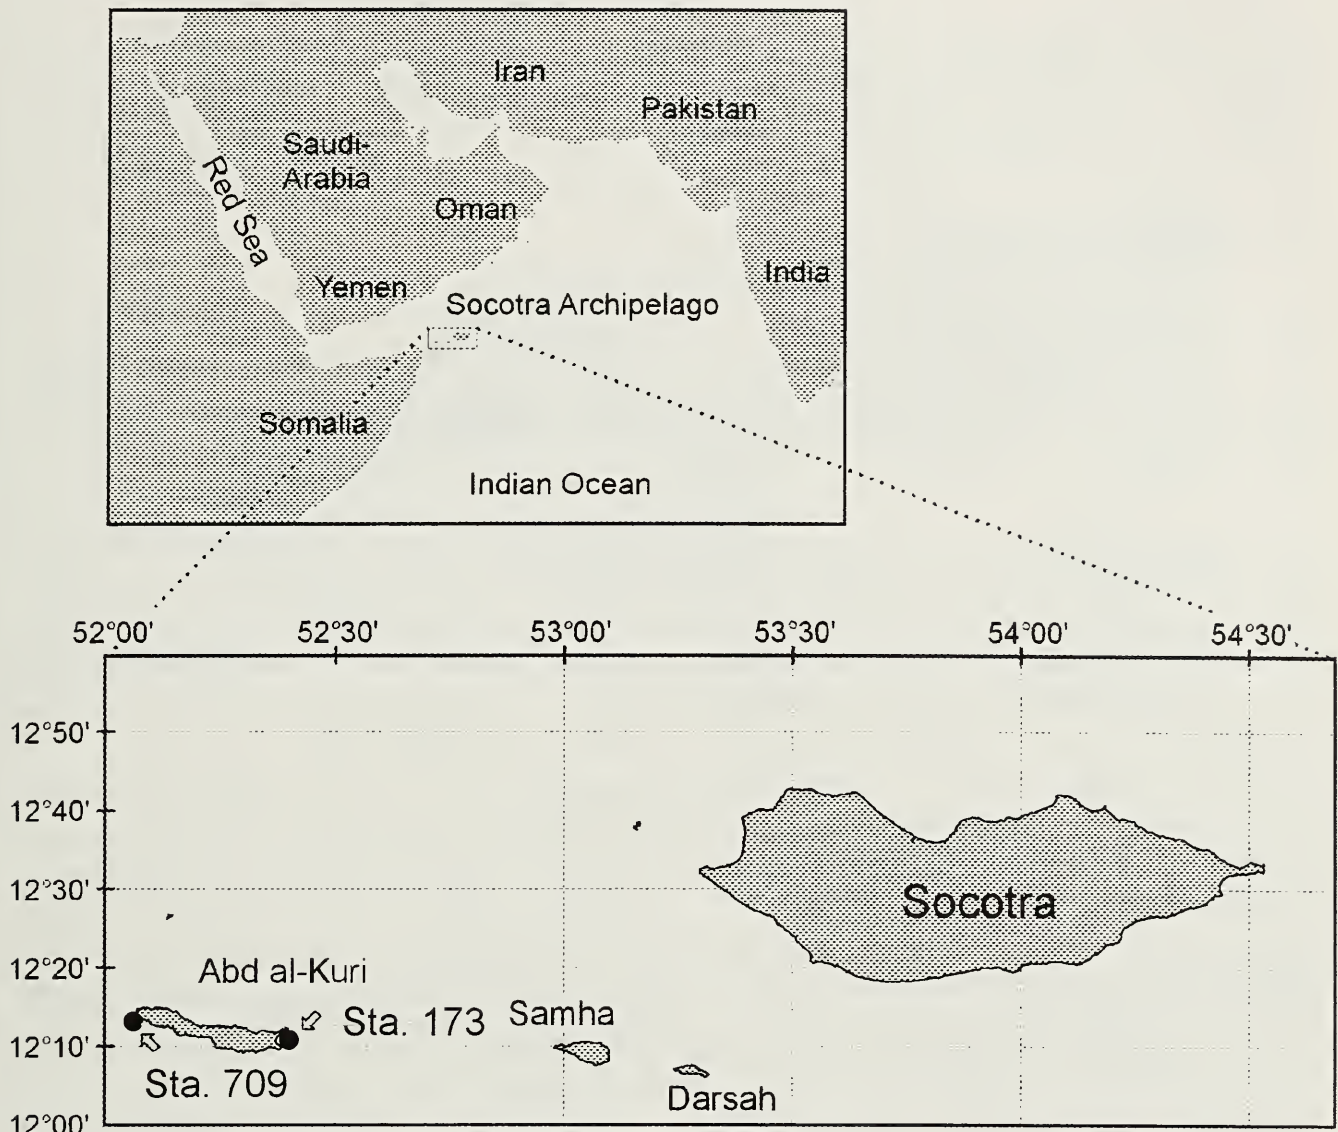 Iran
Pakistan
Saudi-
Arabia
Red Sea
Oman
India
Yemen
Socotra Archipelago
Somalia
Indian Ocean
52°00'
52°30'
53°00'
53°30'
54°00'
54°30'
12°50'
12°40'
12°30'
12°20'
12°10'
12°00'
Socotra
Abd al-Kuri
Sta. 173
Samha
Sta. 709
Darsah